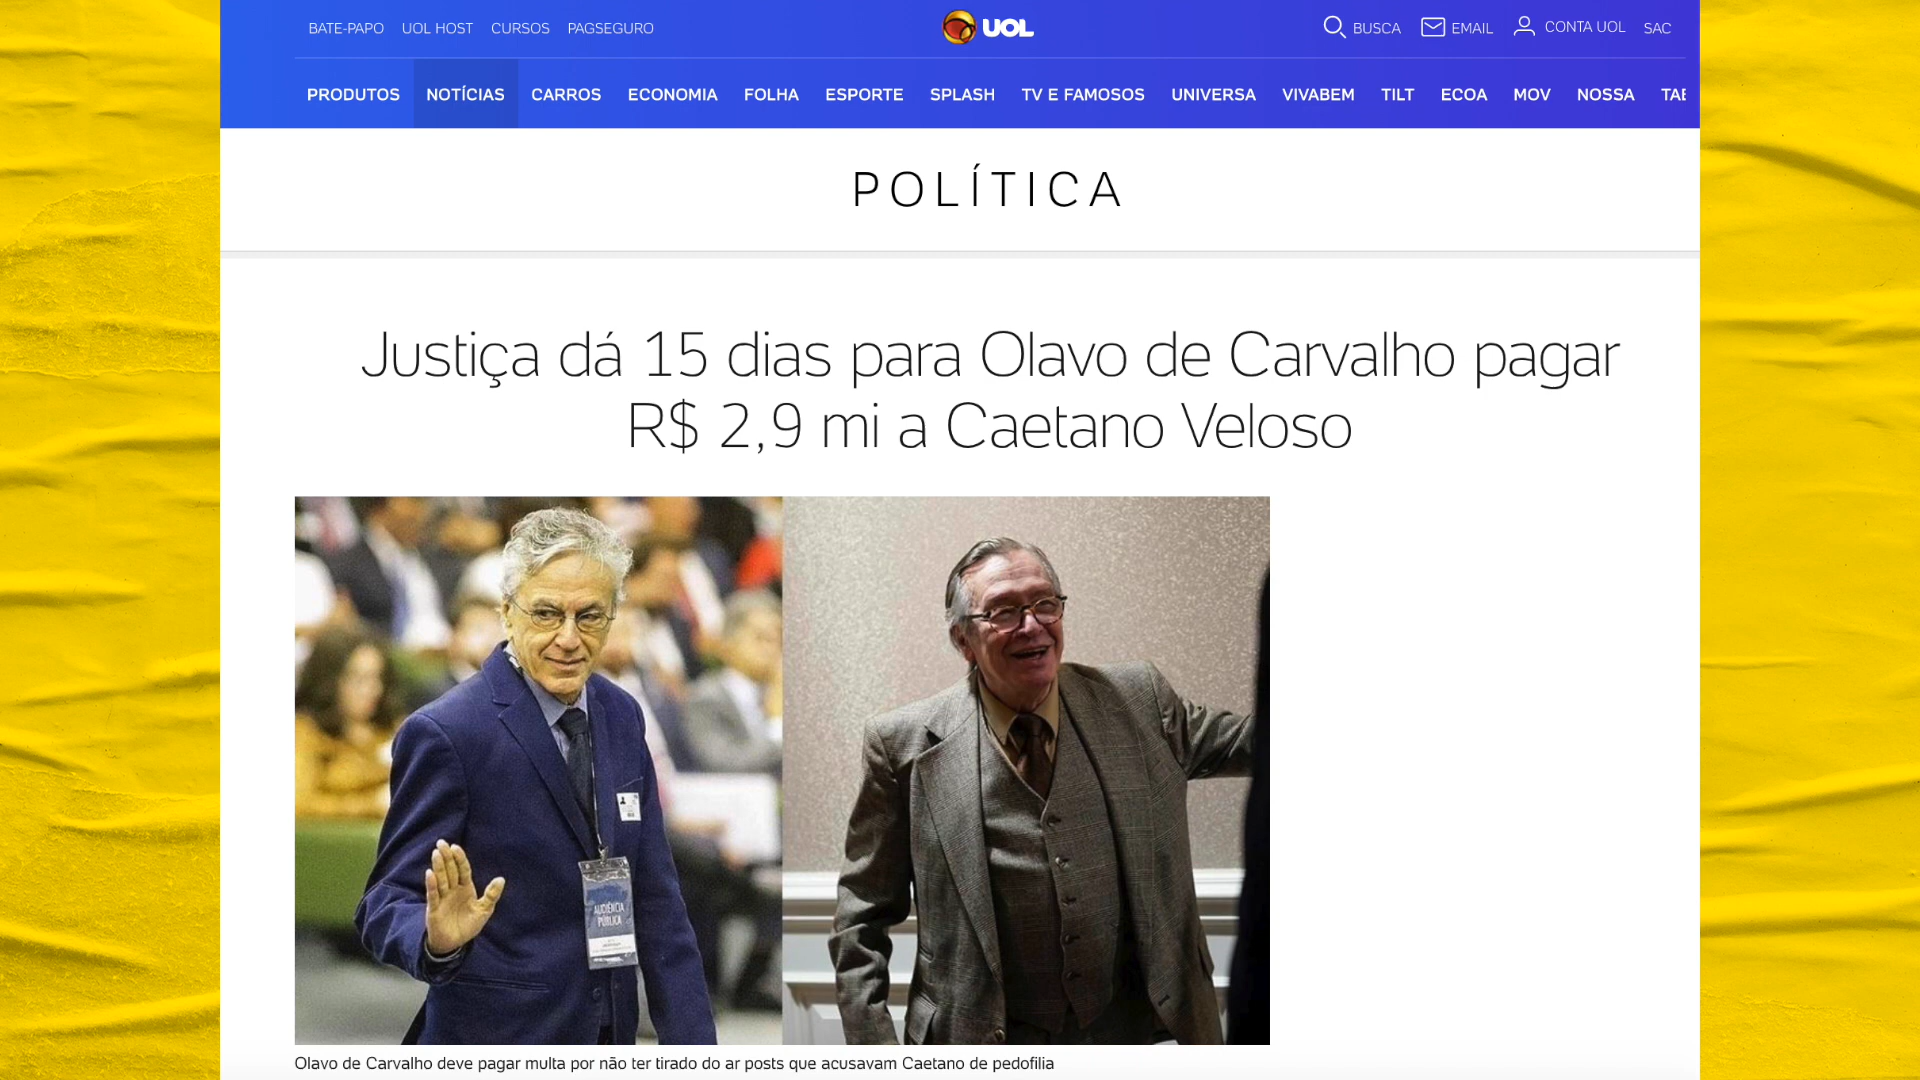 BATE-PAPO UOL HOST CURSOS PAGSEGURO UOL BUSCA EMAIL CONTA UOL SAC
PRODUTOS NOTÍCIAS CARROS ECONOMIA FOLHA ESPORTE SPLASH TV E FAMOSOS UNIVERSA VIVABEM TILT ECOA MOV NOSSA TAB
POLÍTICA
Justiça dá 15 dias para Olavo de Carvalho pagar
R$ 2,9 mi a Caetano Veloso
AUDIÊNCIA
PÚBLICA
Olavo de Carvalho deve pagar multa por não ter tirado do ar posts que acusavam Caetano de pedofilia